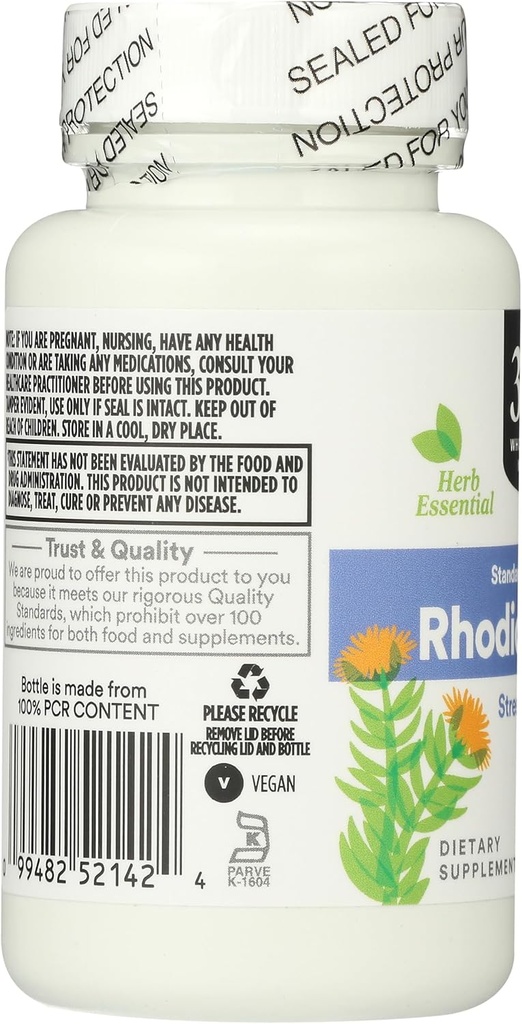 SEALED FOR
PROTECTION
SEALED FOR
NOTE: IF YOU ARE PREGNANT, NURSING, HAVE ANY HEALTH
CONDITION OR ARE TAKING ANY MEDICATIONS, CONSULT YOUR
HEALTHCARE PRACTITIONER BEFORE USING THIS PRODUCT.
TAMPER EVIDENT, USE ONLY IF SEAL IS INTACT. KEEP OUT OF
REACH OF CHILDREN. STORE IN A COOL, DRY PLACE.
THIS STATEMENT HAS NOT BEEN EVALUATED BY THE FOOD AND
DRUG ADMINISTRATION. THIS PRODUCT IS NOT INTENDED TO
DIAGNOSE, TREAT, CURE OR PREVENT ANY DISEASE.
Trust & Quality
We are proud to offer this product to you
because it meets our rigorous Quality
Standards, which prohibit over 100
ingredients for both food and supplements.
Bottle is made from
100% PCR CONTENT
PLEASE RECYCLE
REMOVE LID BEFORE
RECYCLING LID AND BOTTLE
V VEGAN
K
PARVE
K-1604
0 99482 52142 4
3
WH
Herb
Essential
Standa
Rhodio
Stre
DIETARY
SUPPLEMENT